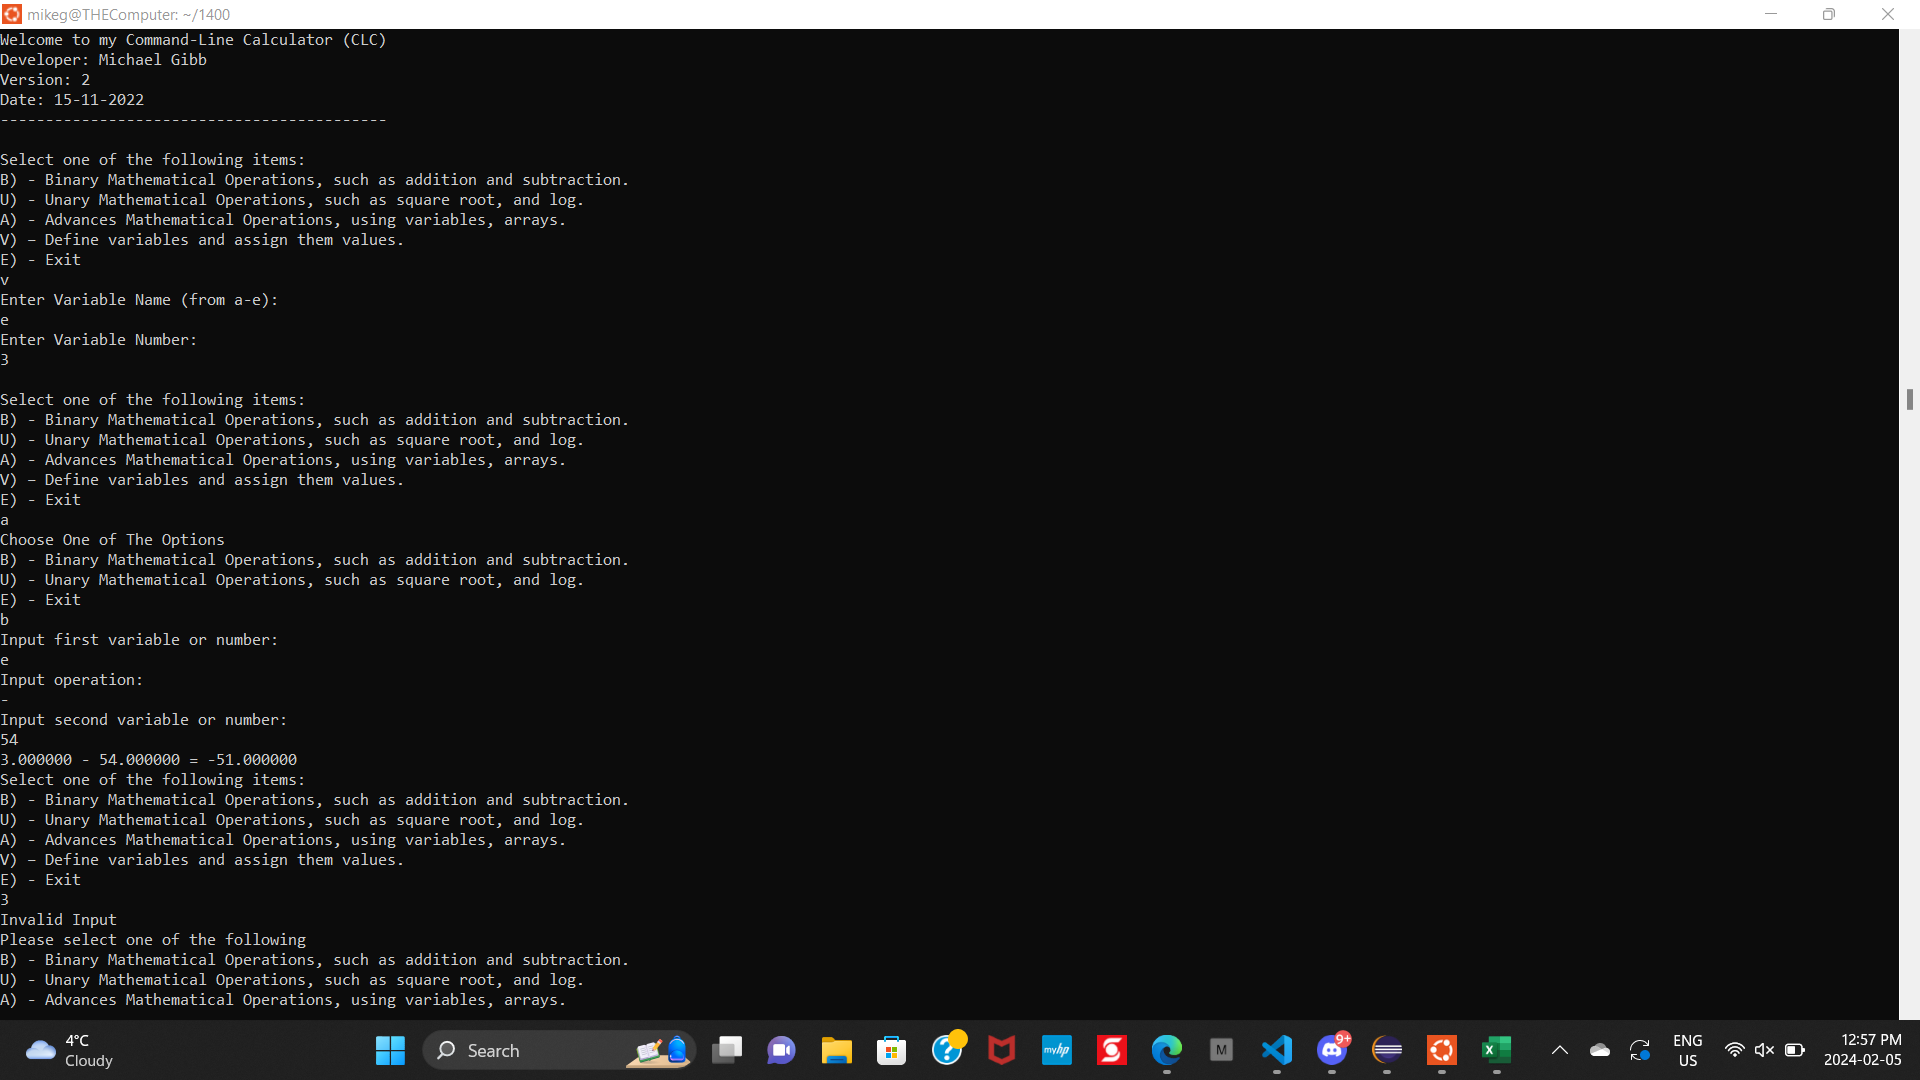 mikeg@THEComputer: ~/1400
Welcome to my Command-Line Calculator (CLC)
Developer: Michael Gibb
Version: 2
Date: 15-11-2022
-------------------------------------------

Select one of the following items:
B) - Binary Mathematical Operations, such as addition and subtraction.
U) - Unary Mathematical Operations, such as square root, and log.
A) - Advances Mathematical Operations, using variables, arrays.
V) – Define variables and assign them values.
E) - Exit
v
Enter Variable Name (from a-e):
e
Enter Variable Number:
3

Select one of the following items:
B) - Binary Mathematical Operations, such as addition and subtraction.
U) - Unary Mathematical Operations, such as square root, and log.
A) - Advances Mathematical Operations, using variables, arrays.
V) – Define variables and assign them values.
E) - Exit
a
Choose One of The Options
B) - Binary Mathematical Operations, such as addition and subtraction.
U) - Unary Mathematical Operations, such as square root, and log.
E) - Exit
b
Input first variable or number:
e
Input operation:
-
Input second variable or number:
54
3.000000 - 54.000000 = -51.000000
Select one of the following items:
B) - Binary Mathematical Operations, such as addition and subtraction.
U) - Unary Mathematical Operations, such as square root, and log.
A) - Advances Mathematical Operations, using variables, arrays.
V) – Define variables and assign them values.
E) - Exit
3
Invalid Input
Please select one of the following
B) - Binary Mathematical Operations, such as addition and subtraction.
U) - Unary Mathematical Operations, such as square root, and log.
A) - Advances Mathematical Operations, using variables, arrays.
4°C
Cloudy
Search
myhp
M
9+
ENG
US
12:57 PM
2024-02-05